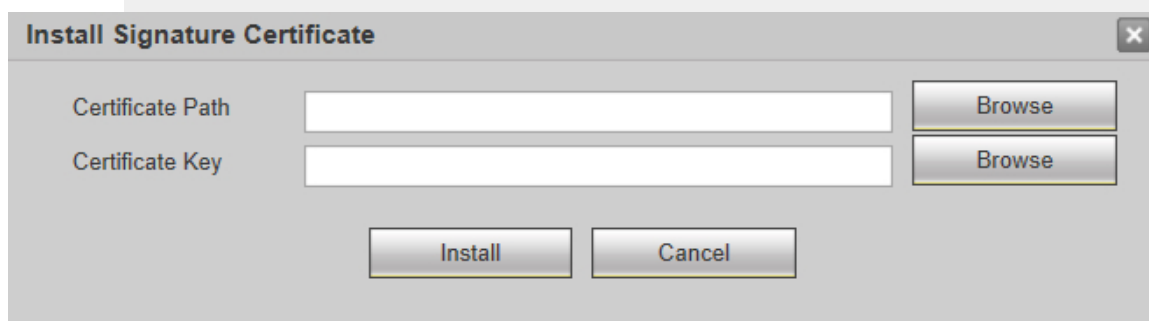 Install Signature Certificate
Certificate Path Browse
Certificate Key Browse
Install Cancel